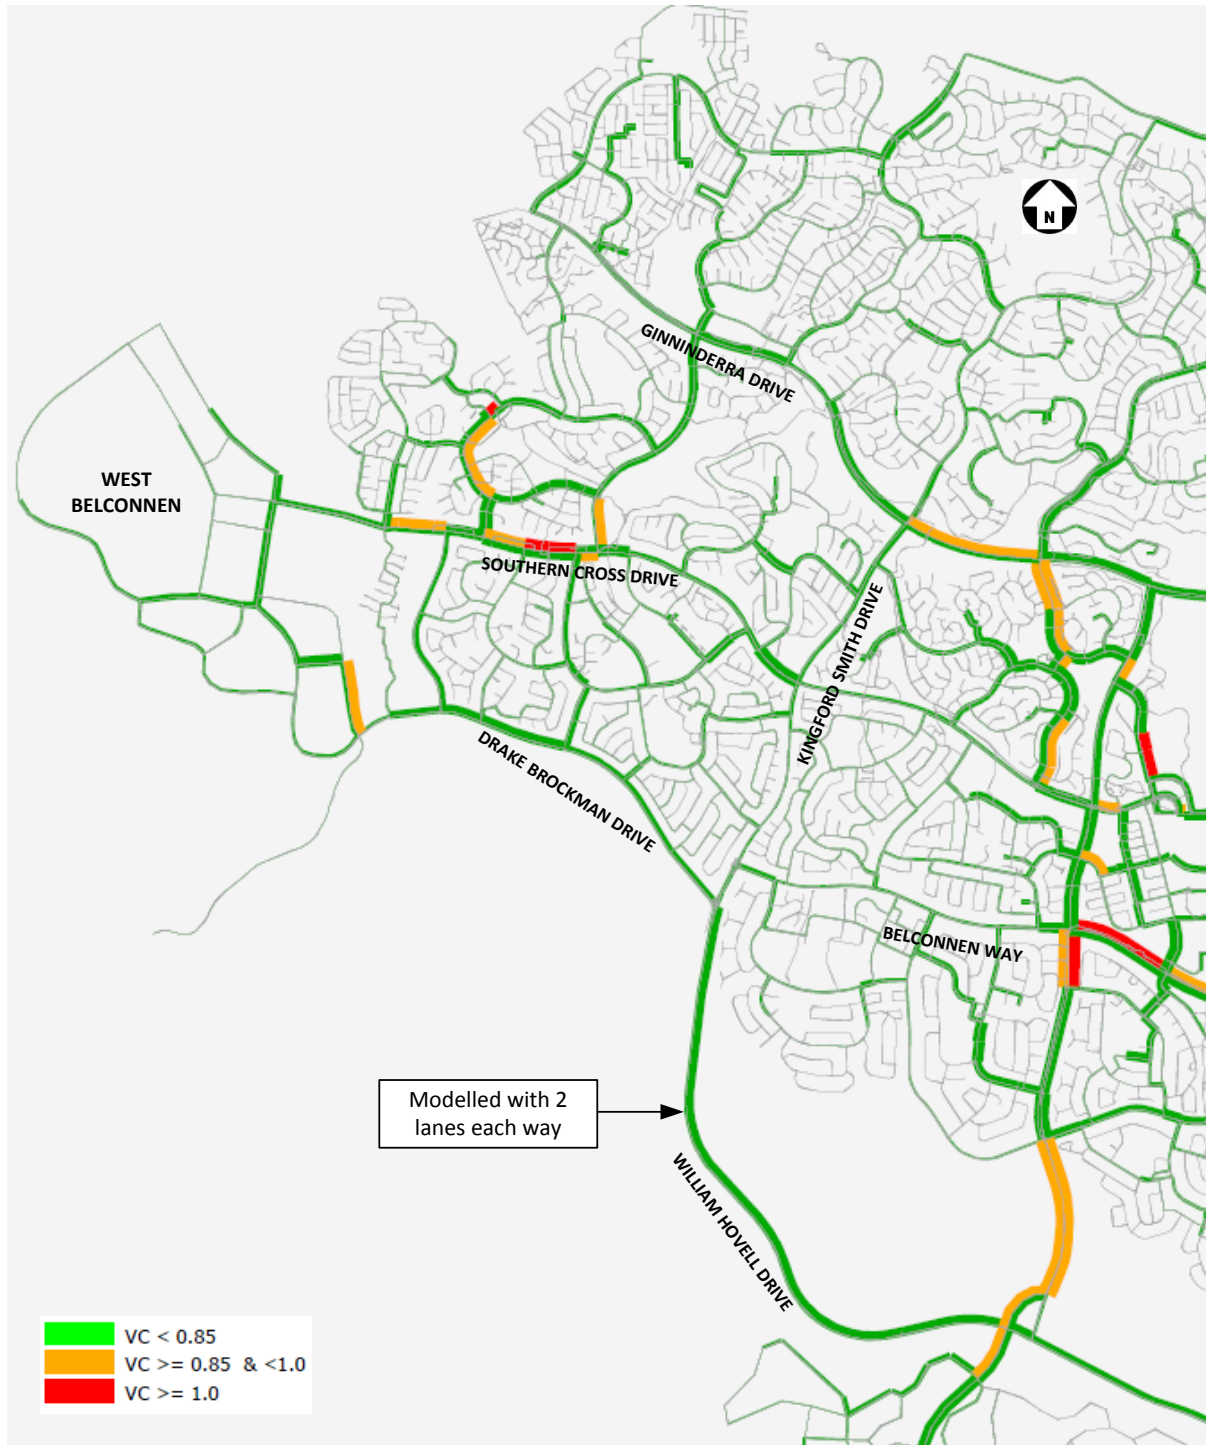 N
GINNINDERRA DRIVE
WEST
BELCONNEN
SOUTHERN CROSS DRIVE
KINGFORD SMITH DRIVE
DRAKE BROCKMAN DRIVE
BELCONNEN WAY
Modelled with 2
lanes each way
WILLIAM HOVELL DRIVE
VC < 0.85
VC >= 0.85 & <1.0
VC >= 1.0